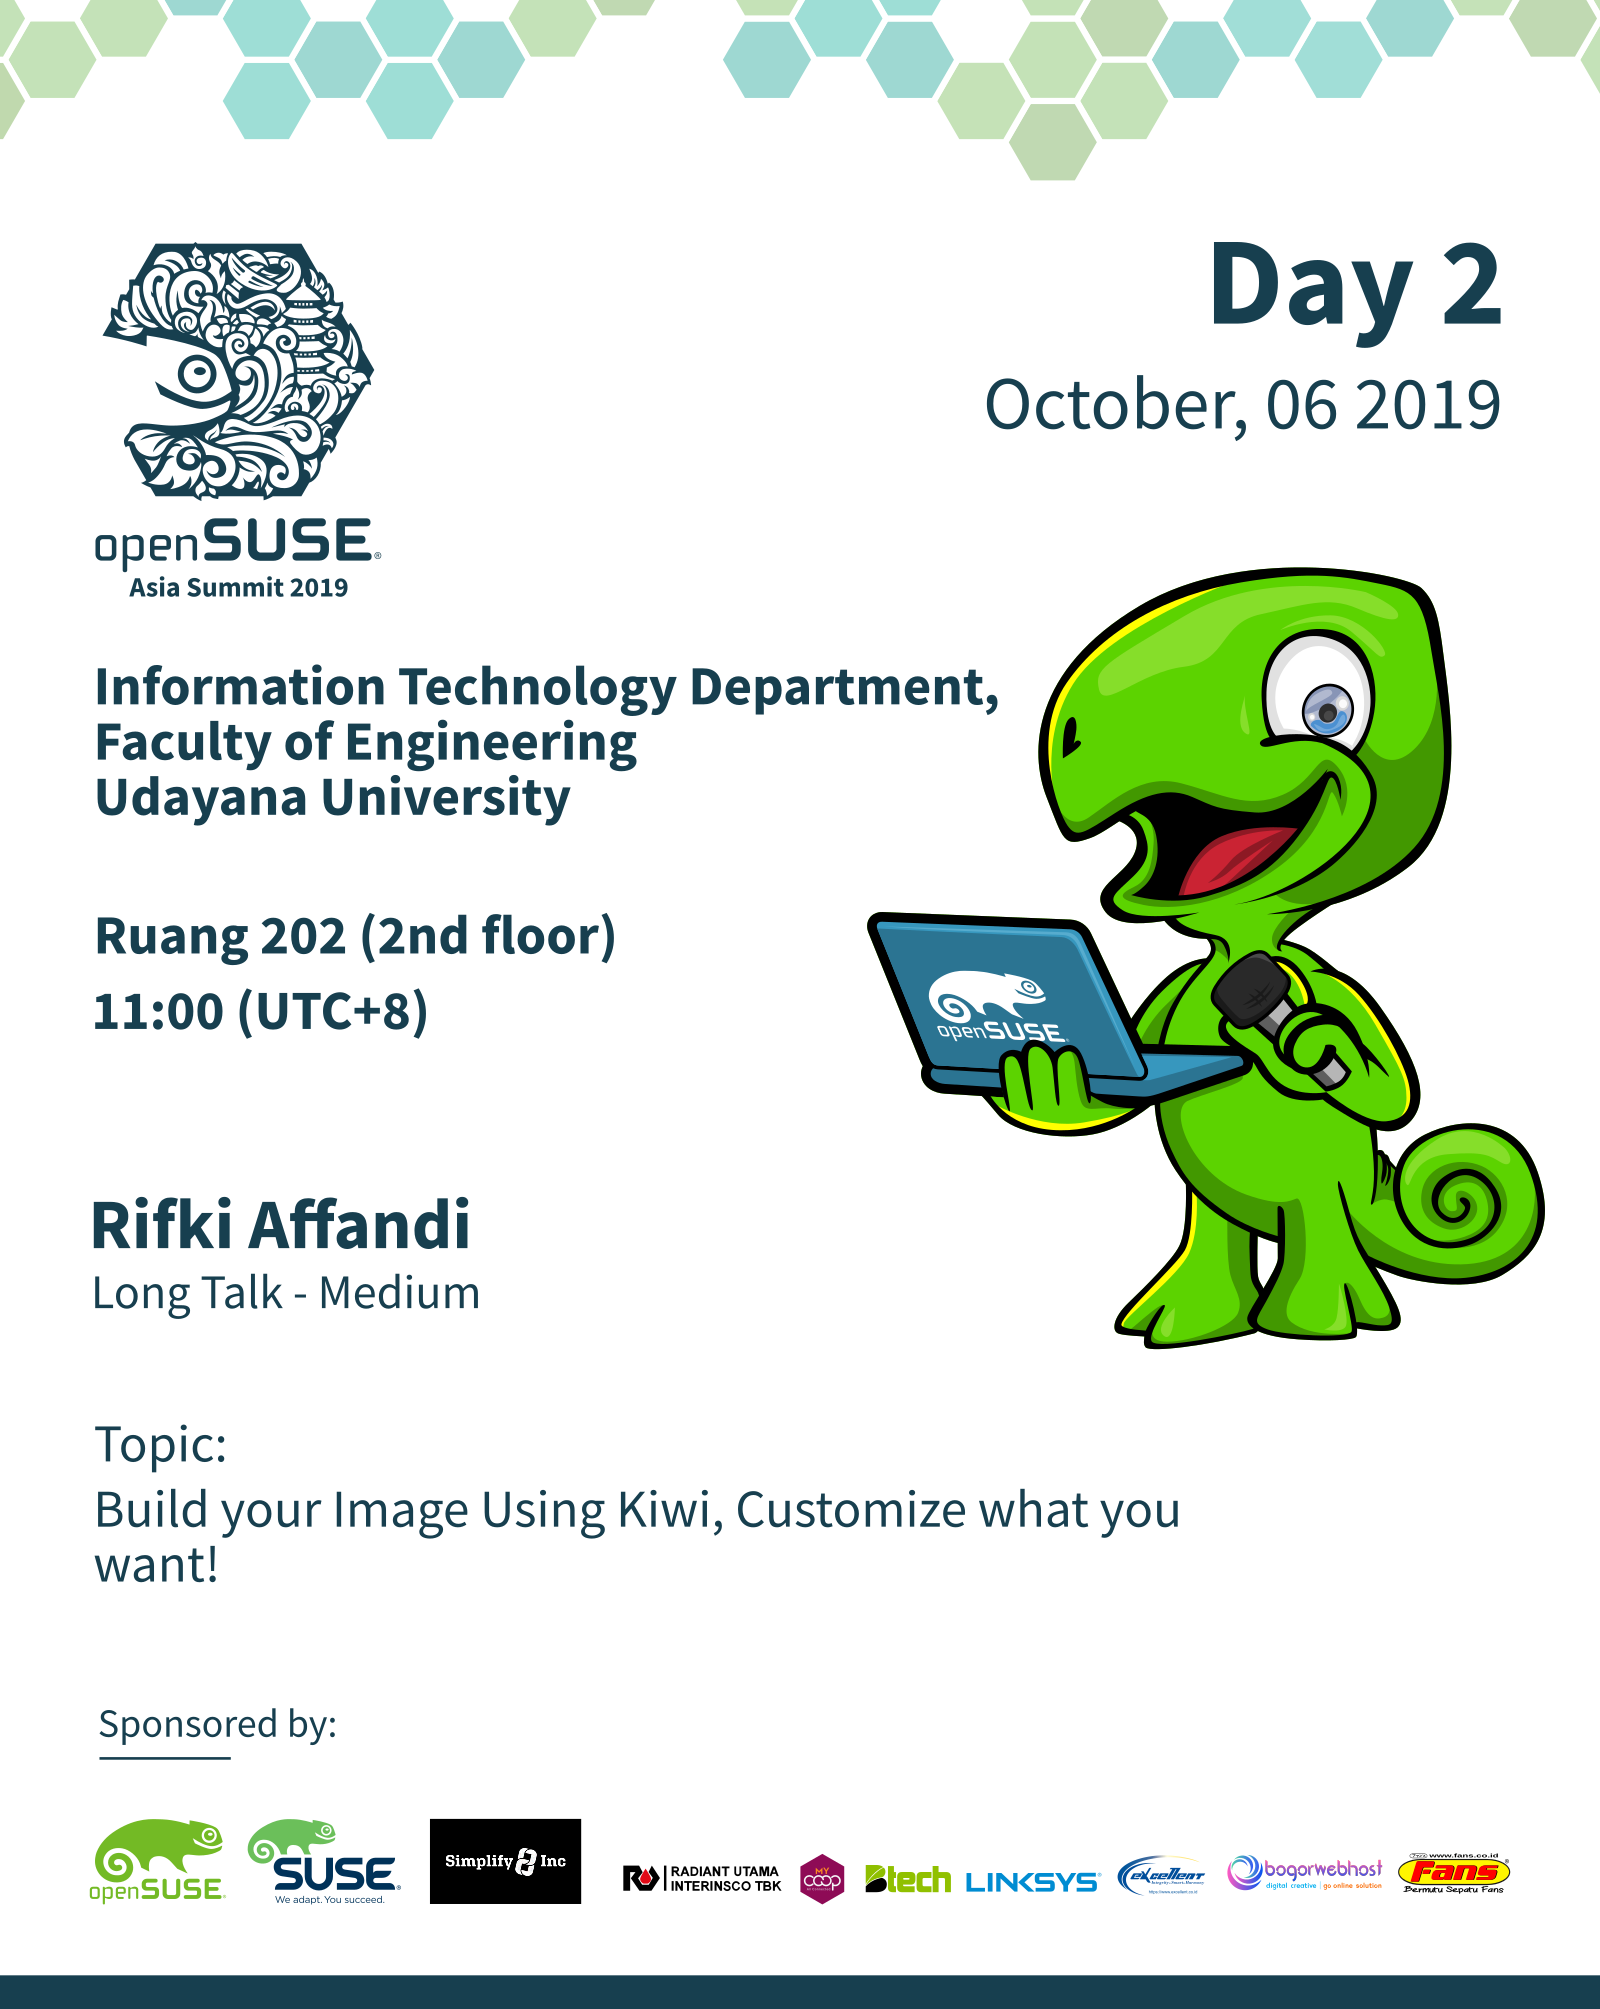 Day 2
October, 06 2019
openSUSE®
Asia Summit 2019
Information Technology Department,
Faculty of Engineering
Udayana University
Ruang 202 (2nd floor)
11:00 (UTC+8)
openSUSE
Rifki Affandi
Long Talk - Medium
Topic:
Build your Image Using Kiwi, Customize what you
want!
Sponsored by:
openSUSE
SUSE®
We adapt. You succeed.
Simplify Inc
RADIANT UTAMA
INTERINSCO TBK
MY
COOP
Btech
LINKSYS
eXcellenT
bogorwebhost
digital creative | go online solution
www.fans.co.id
Fans®
Bermutu Sepatu Fans